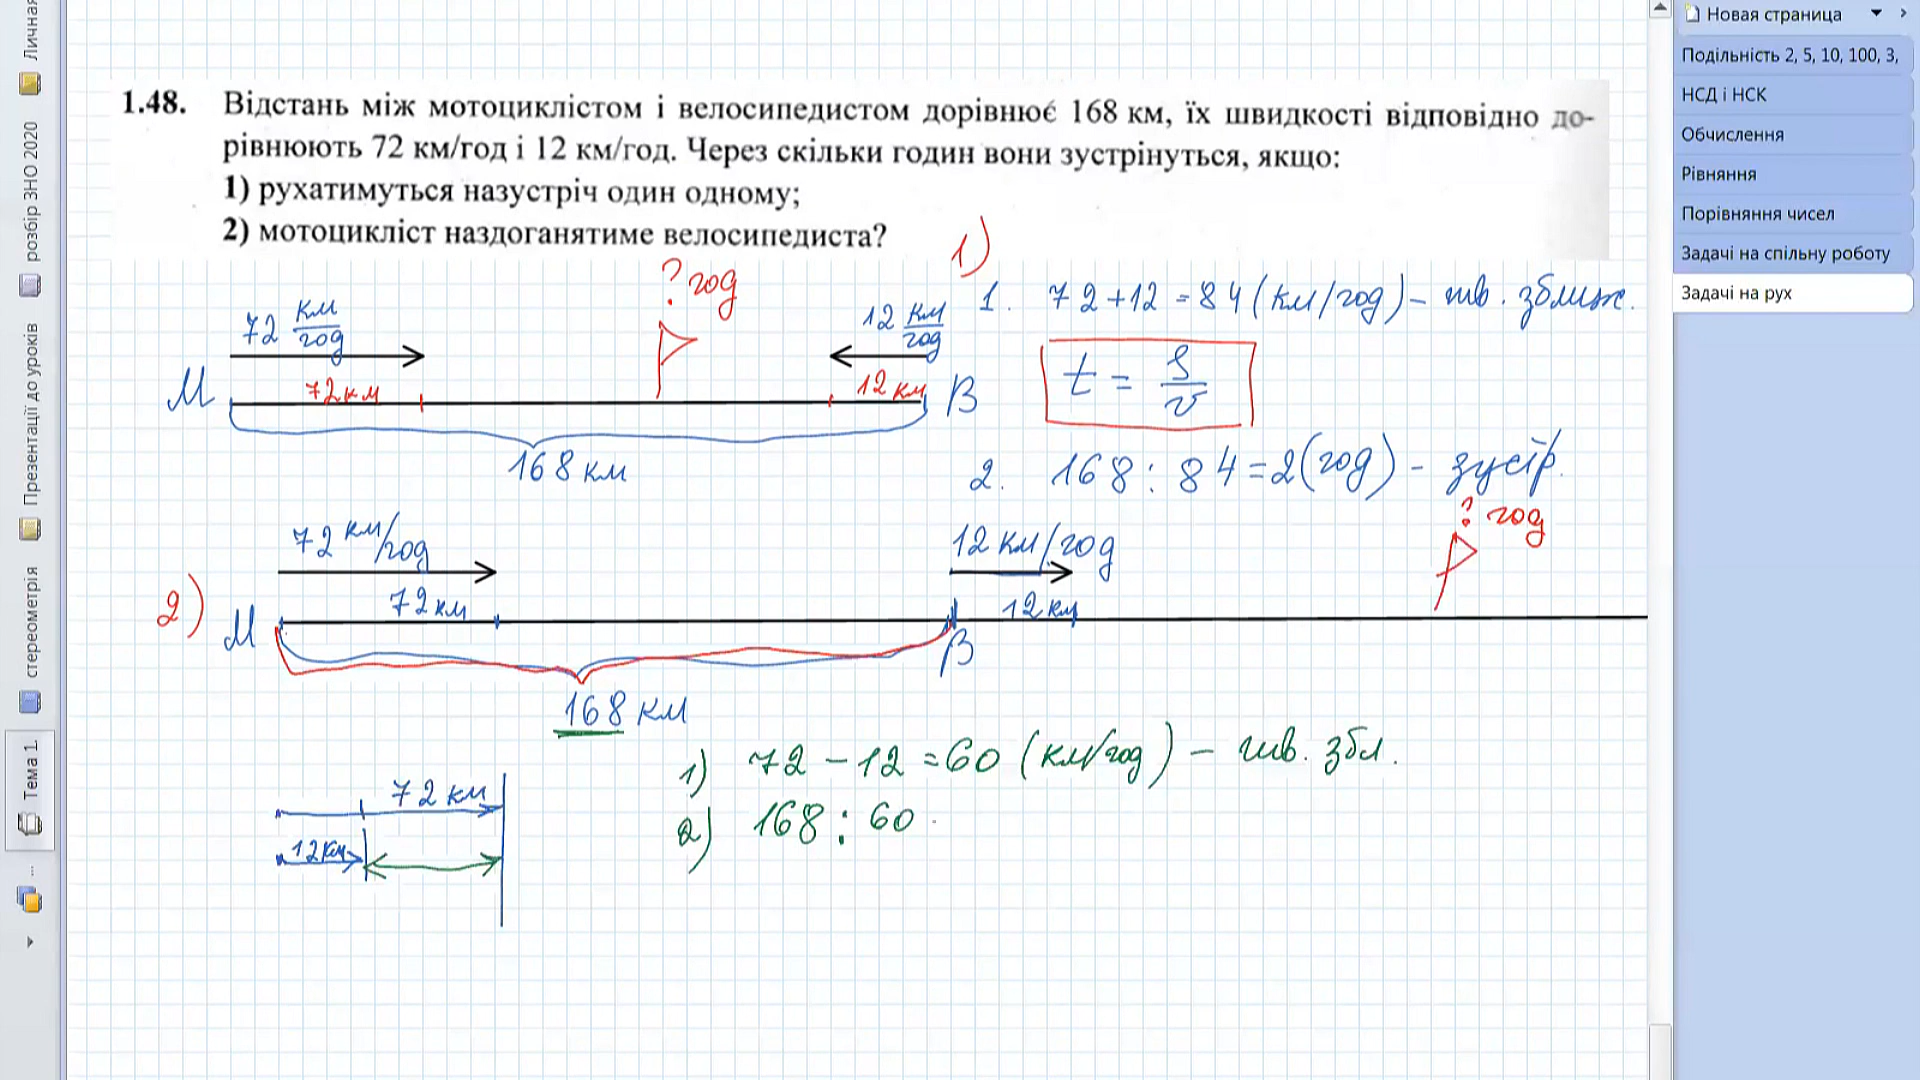 Личная
розбір ЗНО 2020
Презентації до уроків
стереометрія
Тема 1.
...
Новая страница
Подільність 2, 5, 10, 100, 3,
НСД і НСК
Обчислення
Рівняння
Порівняння чисел
Задачі на спільну роботу
Задачі на рух
1.48. Відстань між мотоциклістом і велосипедистом дорівнює 168 км, їх швидкості відповідно до-
рівнюють 72 км/год і 12 км/год. Через скільки годин вони зустрінуться, якщо:
1) рухатимуться назустріч один одному;
2) мотоцикліст наздоганятиме велосипедиста?
72 км/год
? год
12 км/год
М
72 км
12 км
В
168 км
1)
1. 72 + 12 = 84 (км/год) – шв. зближ.
t = S/v
2. 168 : 84 = 2 (год) – зустр.
2)
72 км/год
12 км/год
? год
М
72 км
12 км
В
168 км
1) 72 – 12 = 60 (км/год) – шв. збл.
2) 168 : 60
72 км
12 км